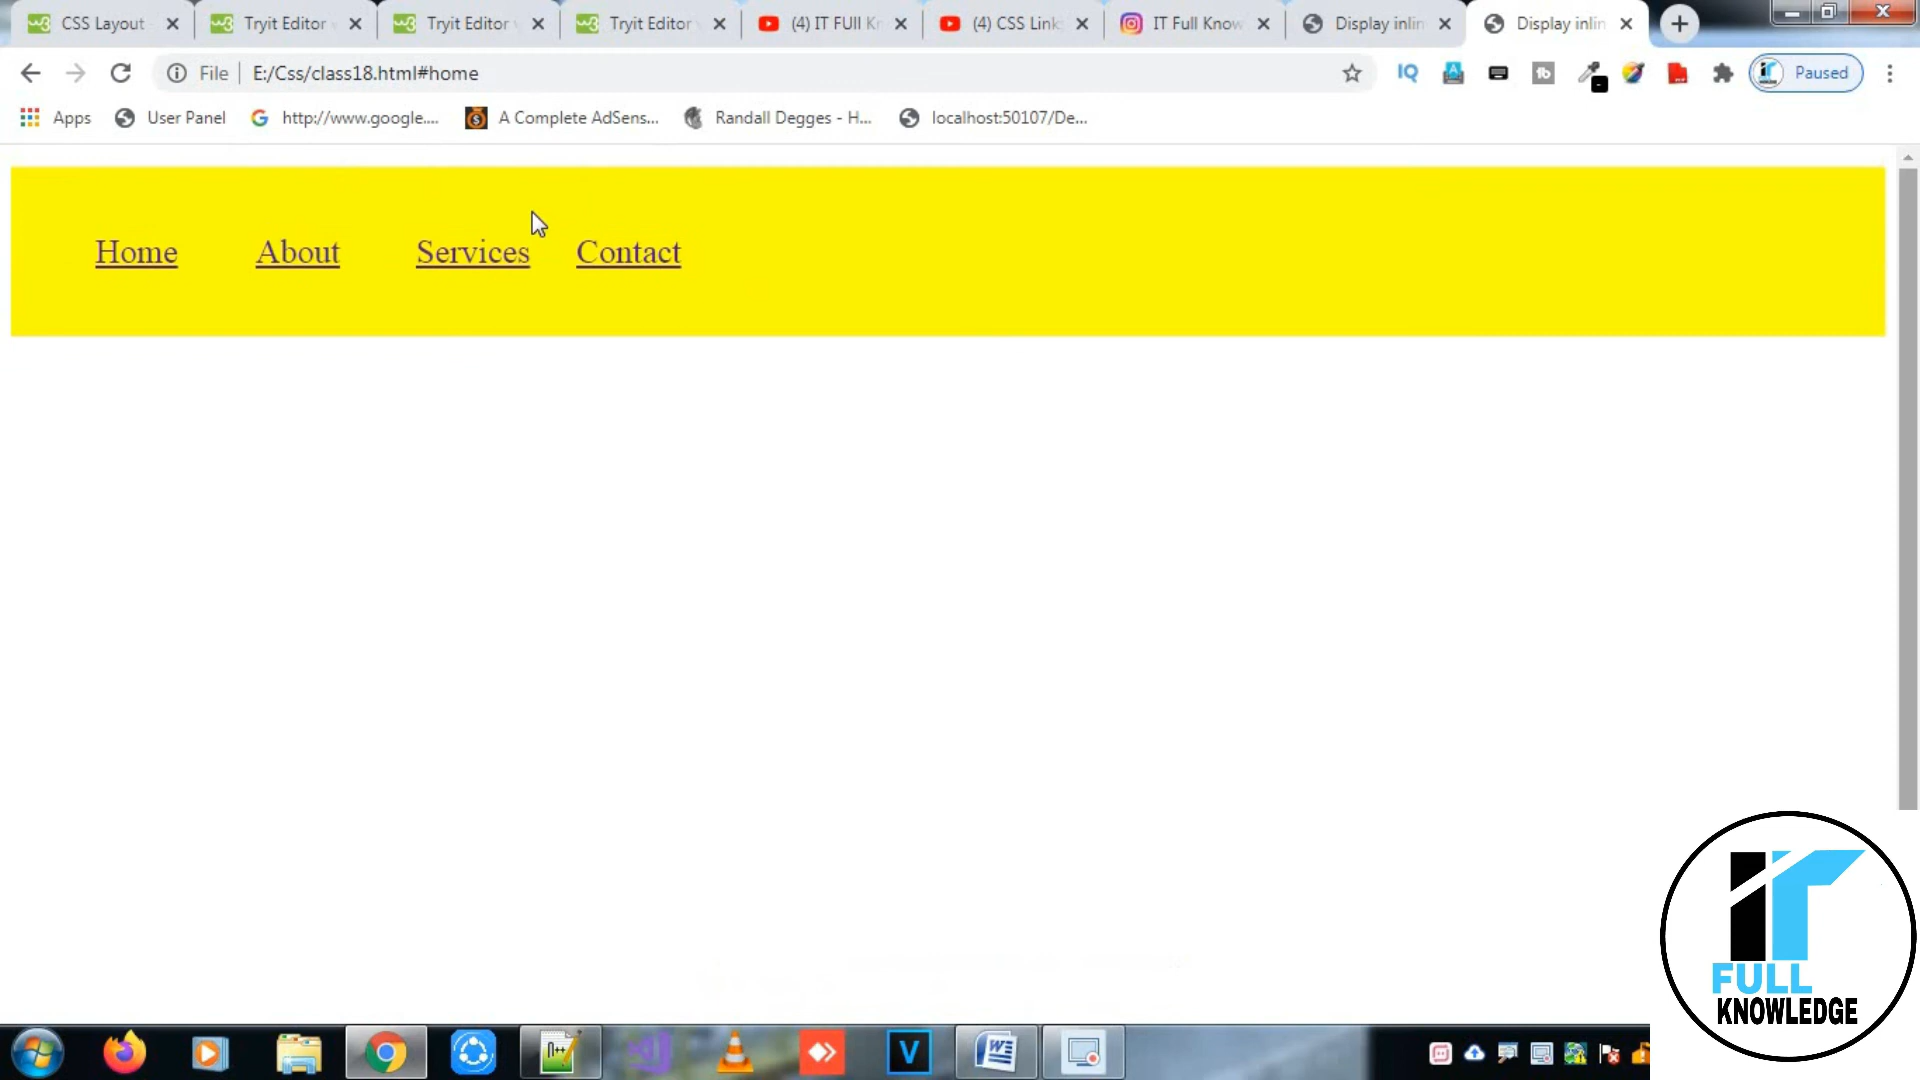 CSS Layout Tryit Editor Tryit Editor Tryit Editor (4) IT FUll Kn (4) CSS Link IT Full Know Display inlin Display inlin
File E:/Css/class18.html#home IQ Paused
Apps User Panel http://www.google.... A Complete AdSens... Randall Degges - H... localhost:50107/De...
Home About Services Contact
IT
FULL
KNOWLEDGE